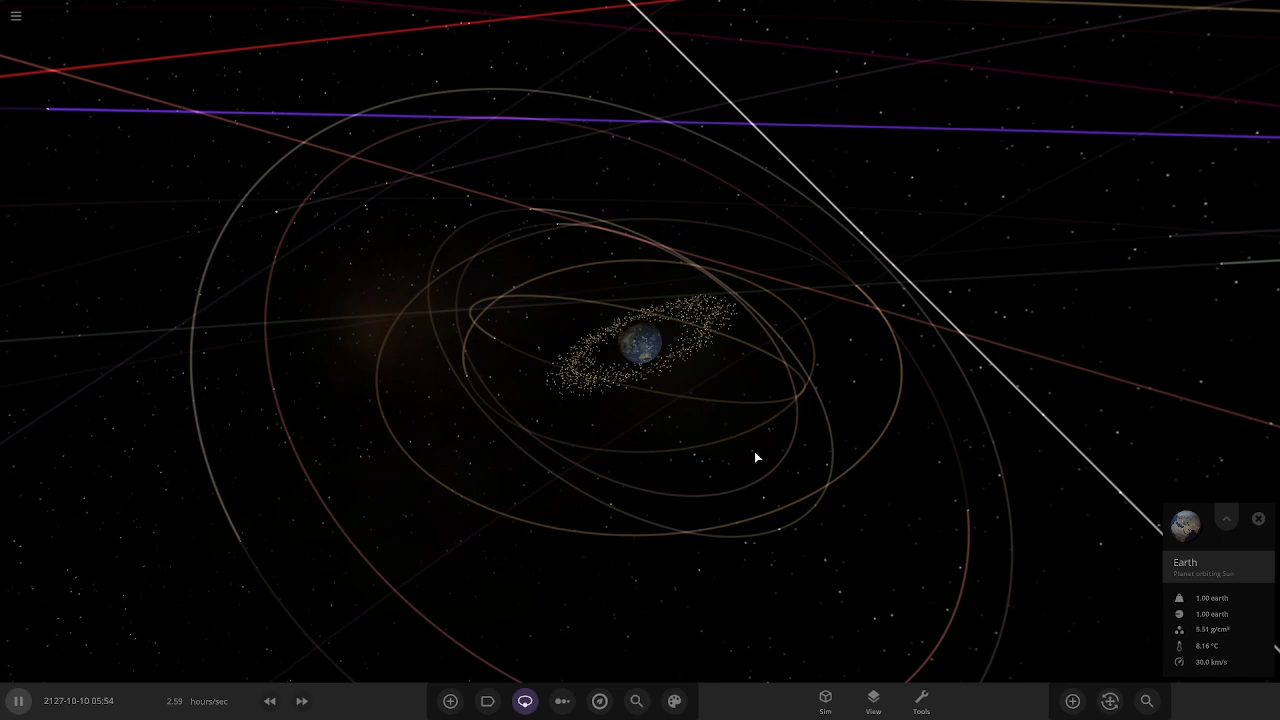 Earth
Planet orbiting Sun
1.00 earth
1.00 earth
5.51 g/cm³
8.16 °C
30.0 km/s
2127-10-10 05:54
2.59 hours/sec
Sim
View
Tools